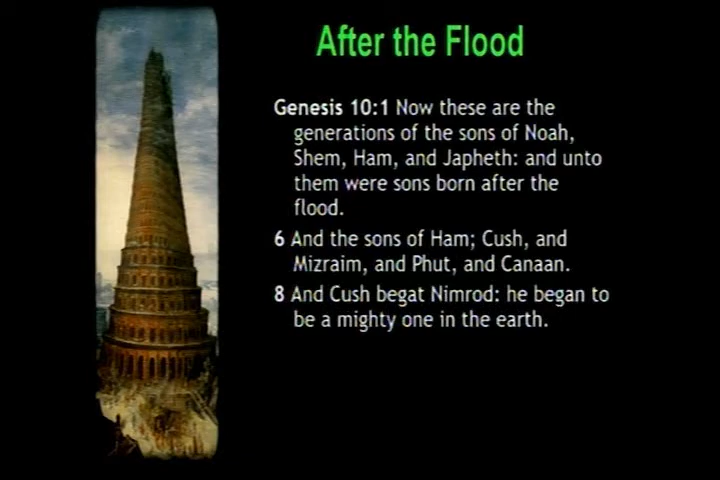 After the Flood
Genesis 10:1 Now these are the
generations of the sons of Noah,
Shem, Ham, and Japheth: and unto
them were sons born after the
flood.
6 And the sons of Ham; Cush, and
Mizraim, and Phut, and Canaan.
8 And Cush begat Nimrod: he began to
be a mighty one in the earth.